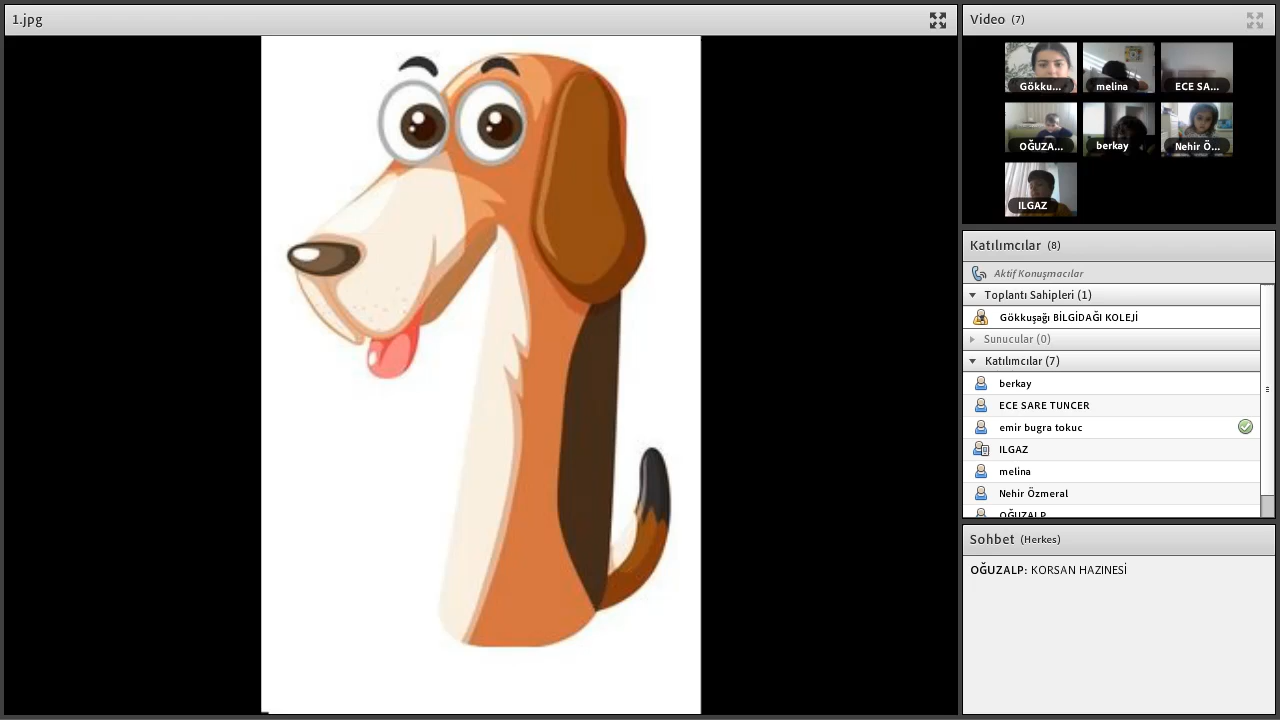 1.jpg
Video (7)
Gökku...
melina
ECE SA...
OĞUZA...
berkay
Nehir Ö...
ILGAZ
Katılımcılar (8)
Aktif Konuşmacılar
Toplantı Sahipleri (1)
Gökkuşağı BİLGİDAĞI KOLEJİ
Sunucular (0)
Katılımcılar (7)
berkay
ECE SARE TUNCER
emir bugra tokuc
ILGAZ
melina
Nehir Özmeral
OĞUZALP
Sohbet (Herkes)
OĞUZALP: KORSAN HAZINESİ